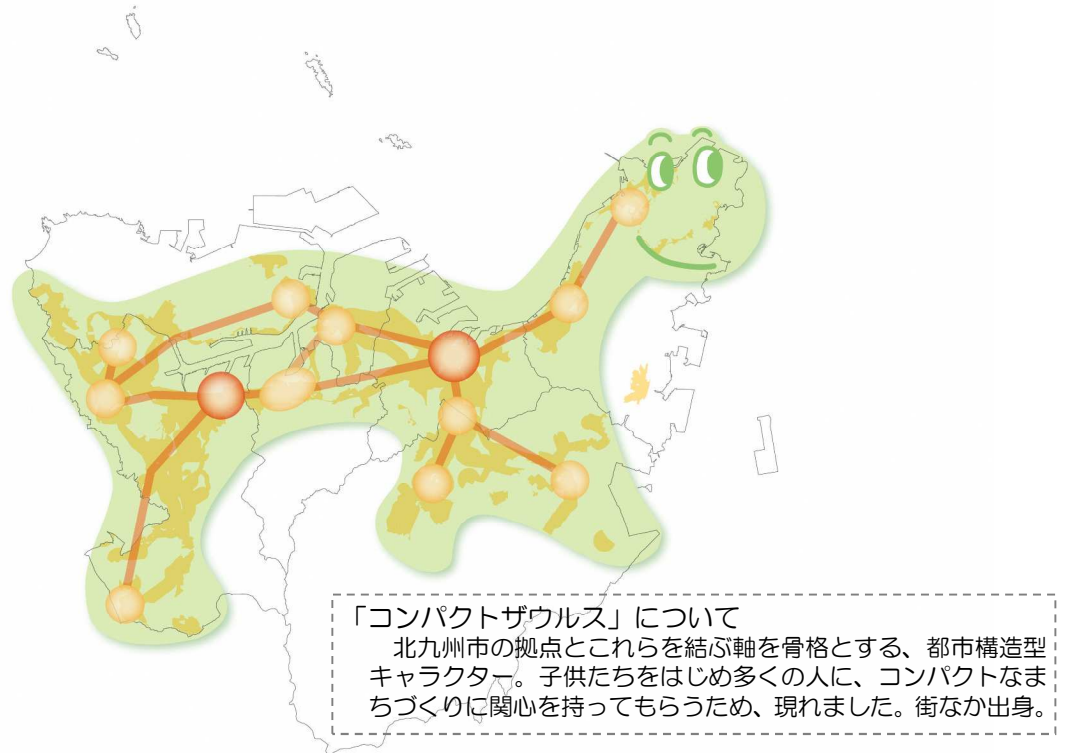 「コンパクトザウルス」について
北九州市の拠点とこれらを結ぶ軸を骨格とする、都市構造型
キャラクター。子供たちをはじめ多くの人に、コンパクトなま
ちづくりに関心を持ってもらうため、現れました。街なか出身。